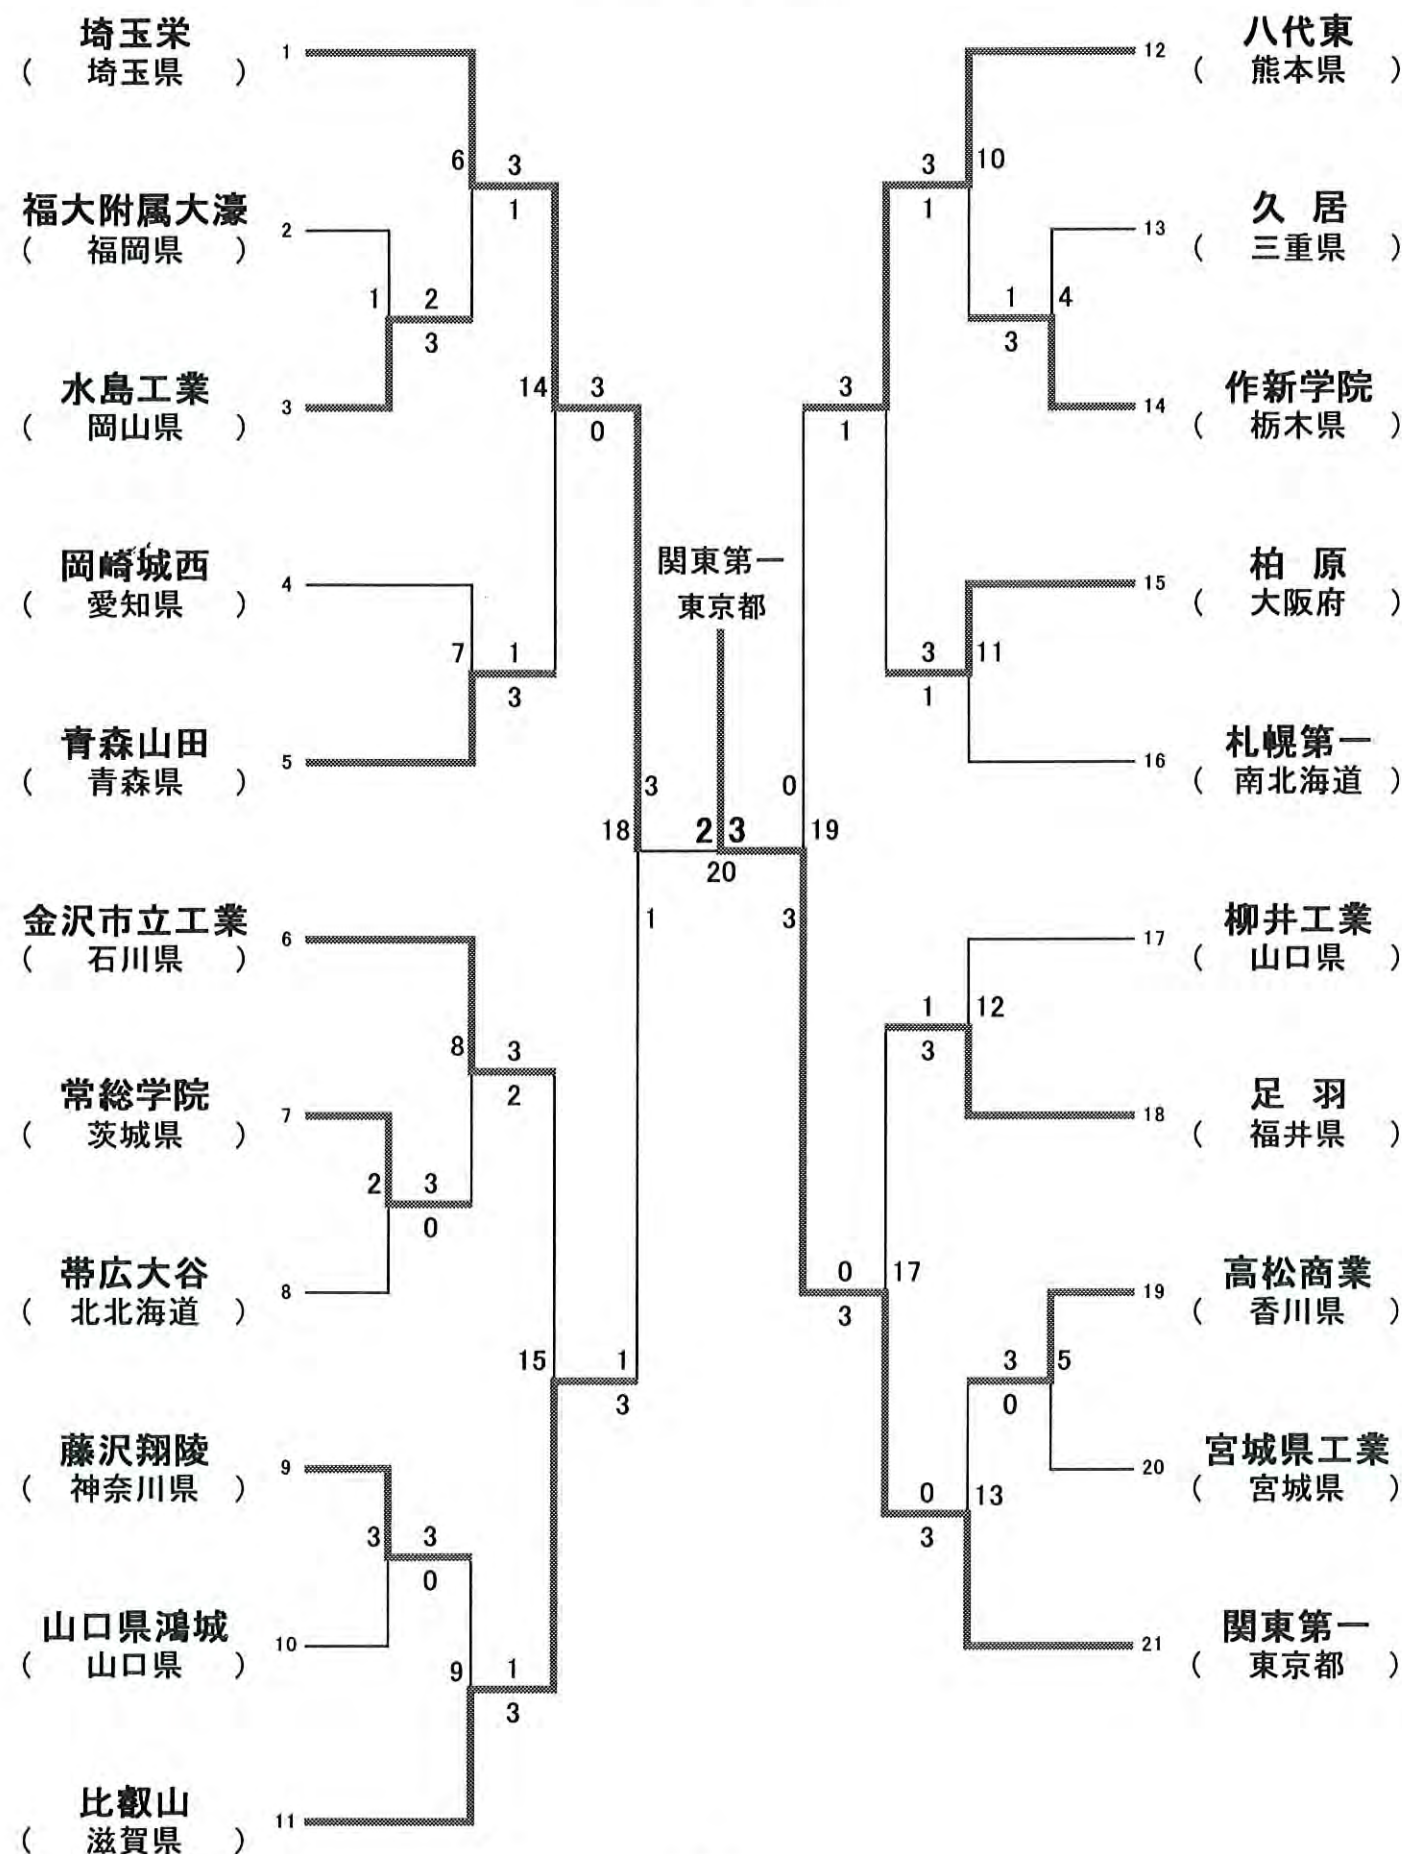 埼玉栄
( 埼玉県 )
1
福大附属大濠
( 福岡県 )
2
水島工業
( 岡山県 )
3
岡崎城西
( 愛知県 )
4
青森山田
( 青森県 )
5
金沢市立工業
( 石川県 )
6
常総学院
( 茨城県 )
7
帯広大谷
( 北北海道 )
8
藤沢翔陵
( 神奈川県 )
9
山口県鴻城
( 山口県 )
10
比叡山
( 滋賀県 )
11
6
3
1
1
2
3
14
3
0
7
1
3
18
3
1
8
3
2
2
3
0
15
1
3
3
3
0
9
1
3
関東第一
東京都
2 3
20
3
1
10
1
3
4
3
1
3
1
11
0
19
3
1
3
12
0
3
17
3
0
5
0
3
13
12
八代東
( 熊本県 )
13
久居
( 三重県 )
14
作新学院
( 栃木県 )
15
柏原
( 大阪府 )
16
札幌第一
( 南北海道 )
17
柳井工業
( 山口県 )
18
足羽
( 福井県 )
19
高松商業
( 香川県 )
20
宮城県工業
( 宮城県 )
21
関東第一
( 東京都 )